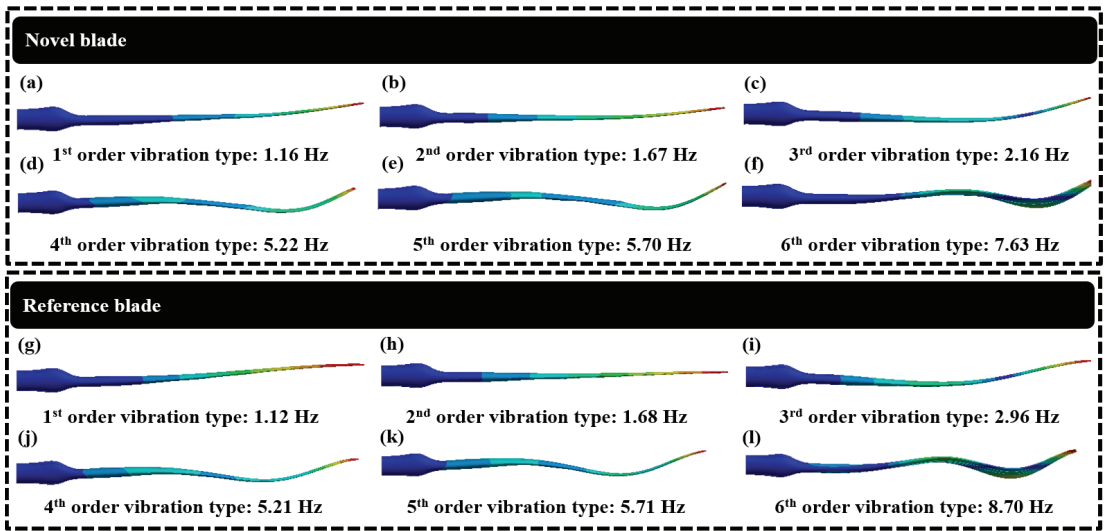 Novel blade
(a) (b) (c)
1st order vibration type: 1.16 Hz 2nd order vibration type: 1.67 Hz 3rd order vibration type: 2.16 Hz
(d) (e) (f)
4th order vibration type: 5.22 Hz 5th order vibration type: 5.70 Hz 6th order vibration type: 7.63 Hz
Reference blade
(g) (h) (i)
1st order vibration type: 1.12 Hz 2nd order vibration type: 1.68 Hz 3rd order vibration type: 2.96 Hz
(j) (k) (l)
4th order vibration type: 5.21 Hz 5th order vibration type: 5.71 Hz 6th order vibration type: 8.70 Hz